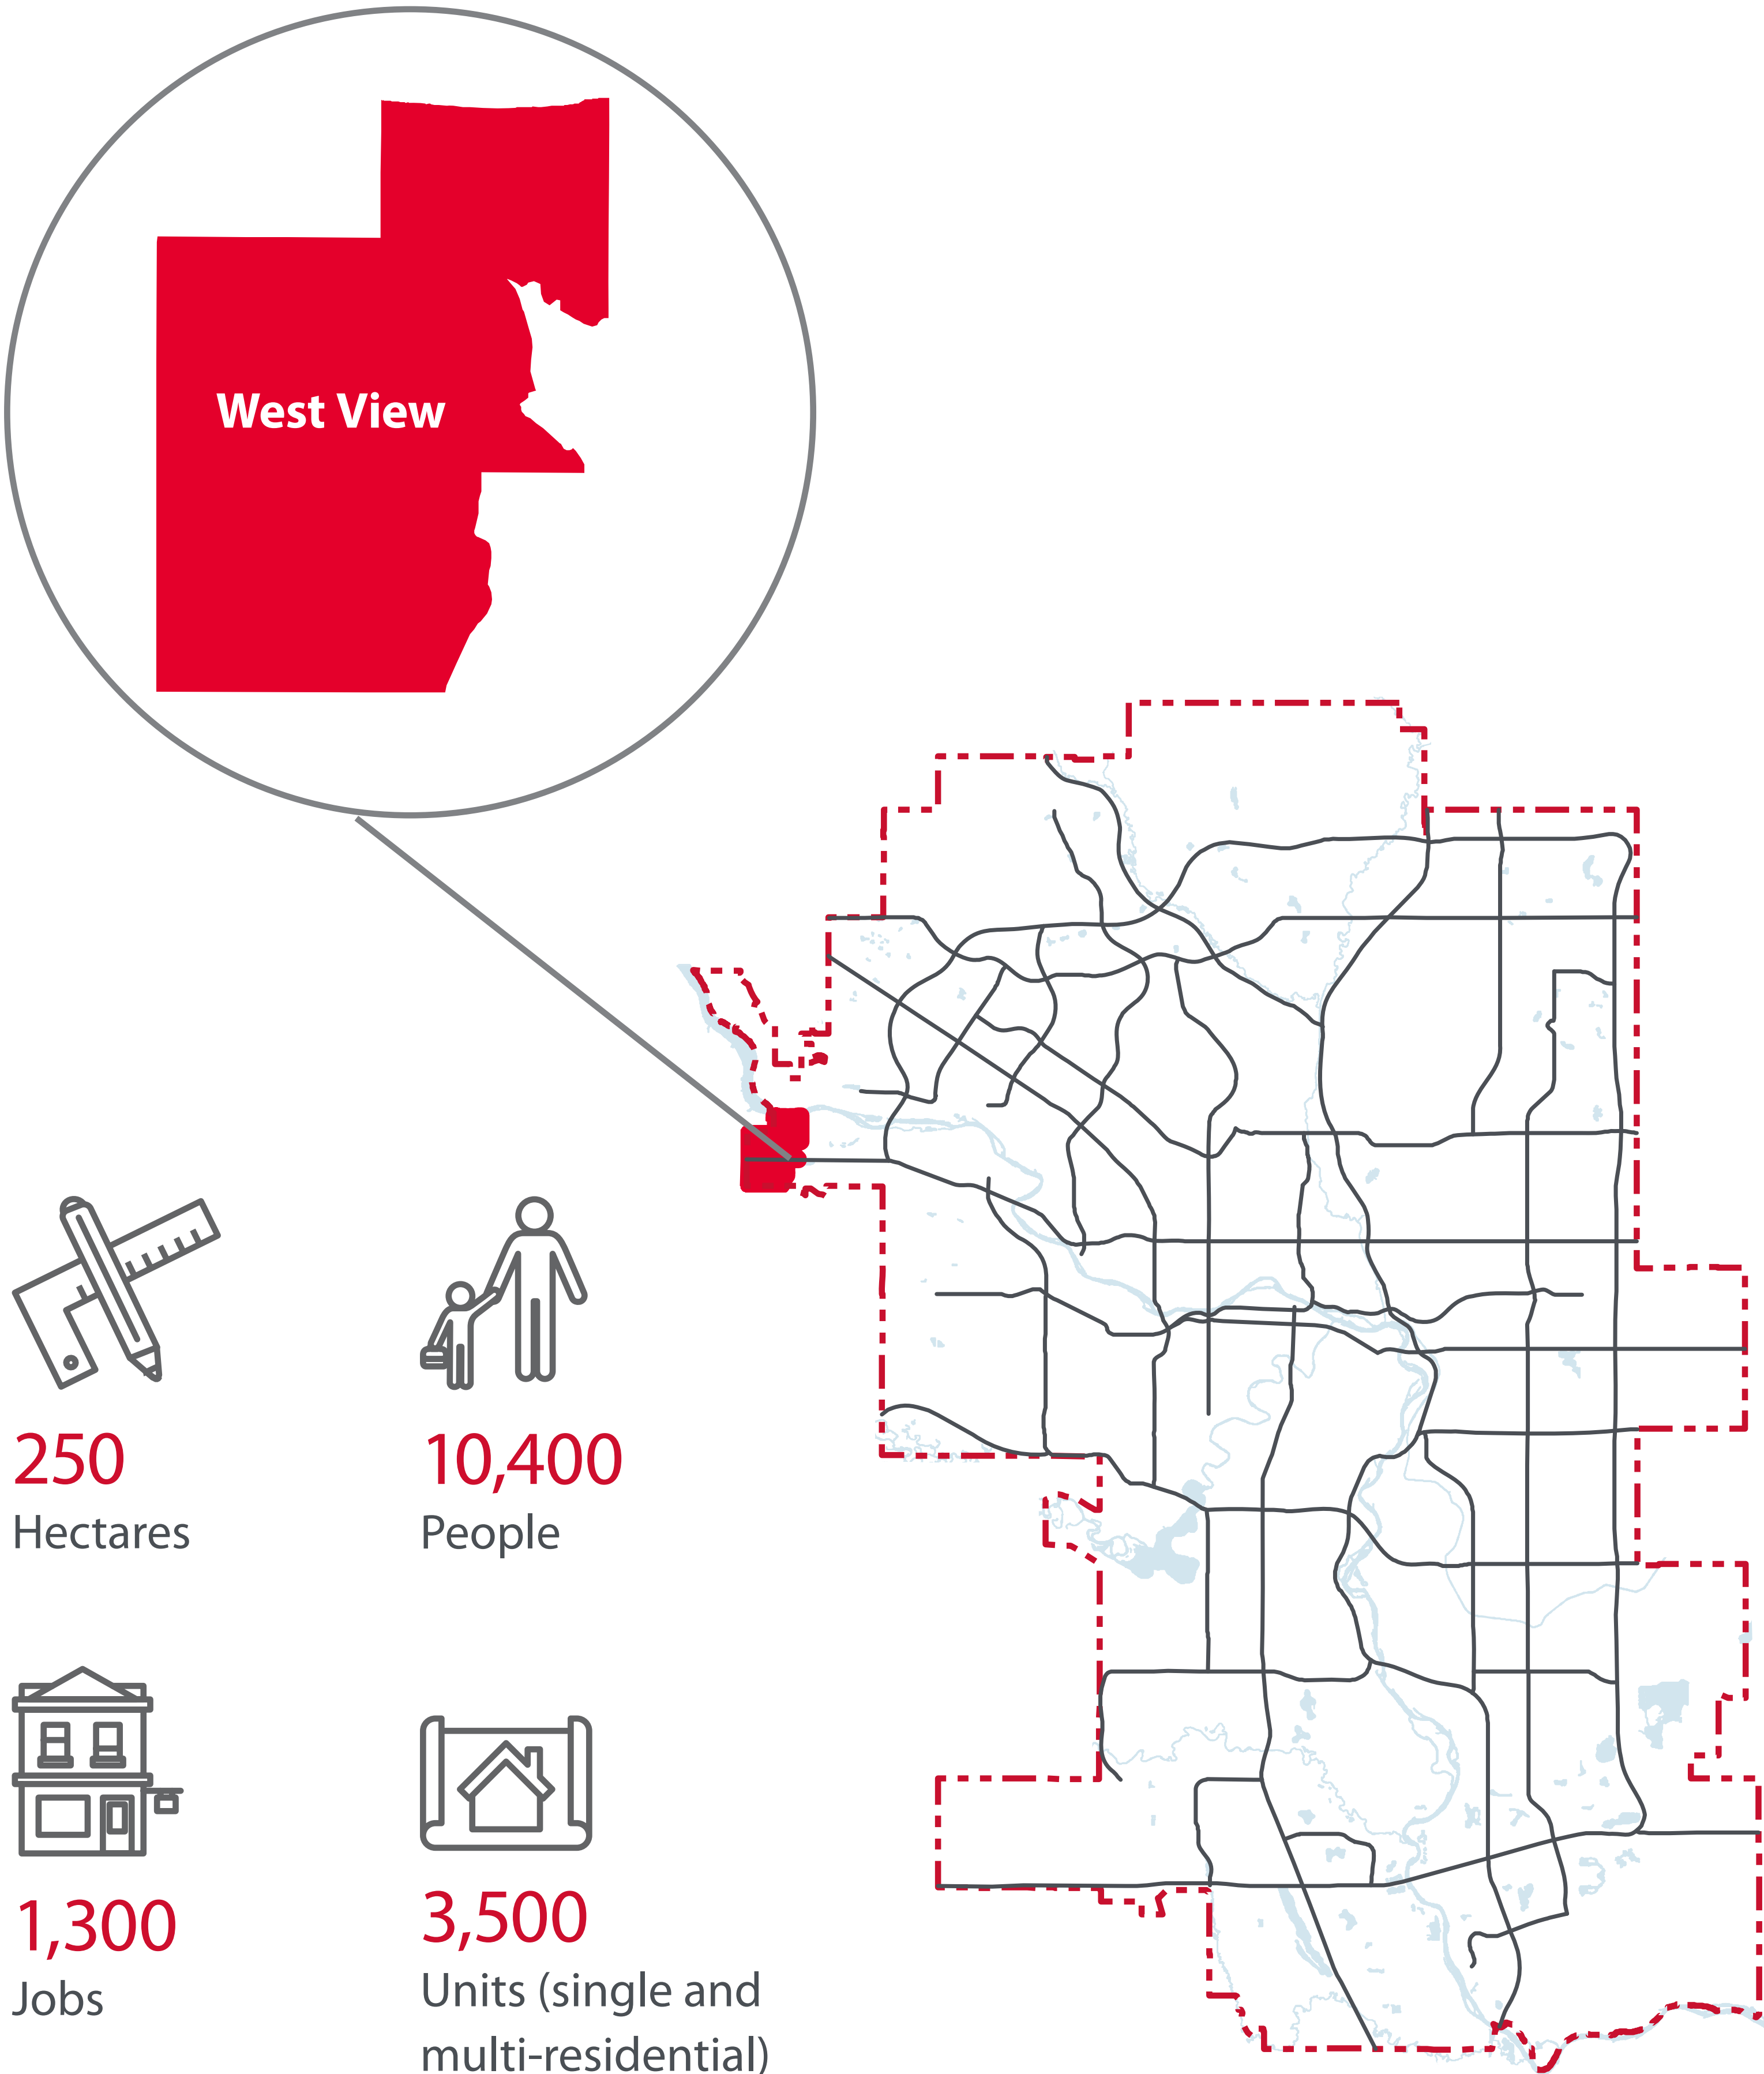 West View
250
Hectares
10,400
People
1,300
Jobs
3,500
Units (single and
multi-residential)